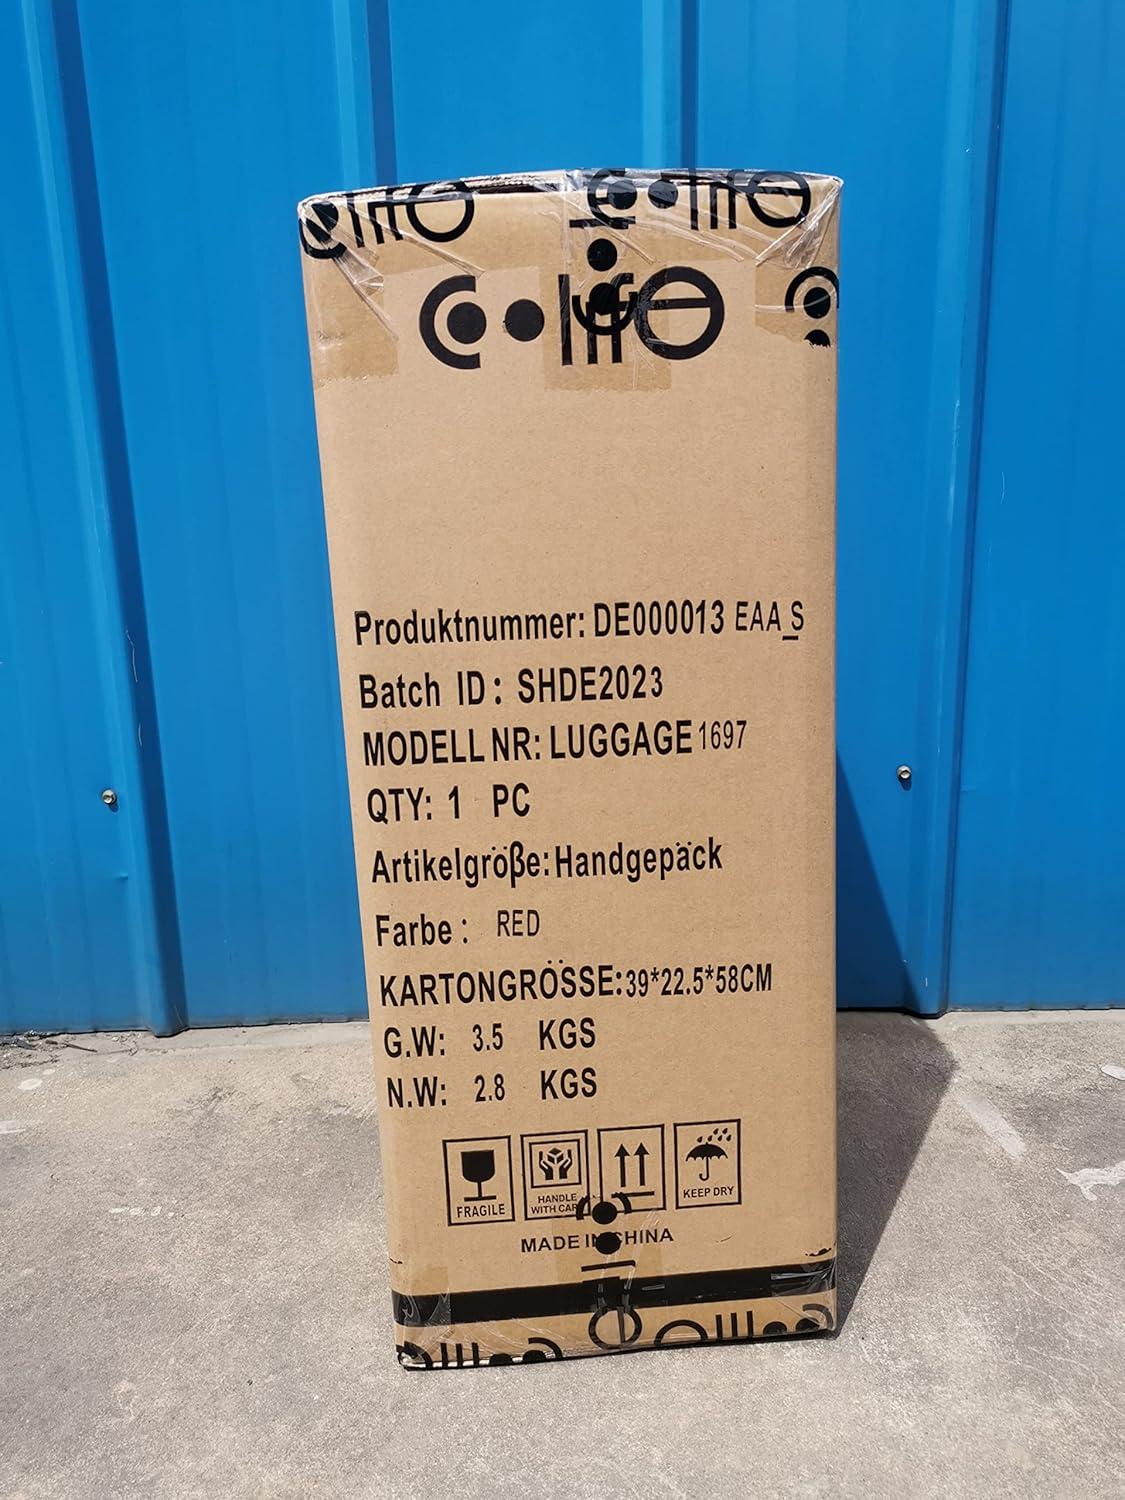 Coolife
Produktnummer: DE000013 EAA_S
Batch ID: SHDE2023
MODELL NR: LUGGAGE 1697
QTY: 1 PC
Artikelgröße: Handgepäck
Farbe: RED
KARTONGRÖSSE: 39*22.5*58CM
G.W: 3.5 KGS
N.W: 2.8 KGS
FRAGILE
HANDLE
WITH CARE
KEEP DRY
MADE IN CHINA